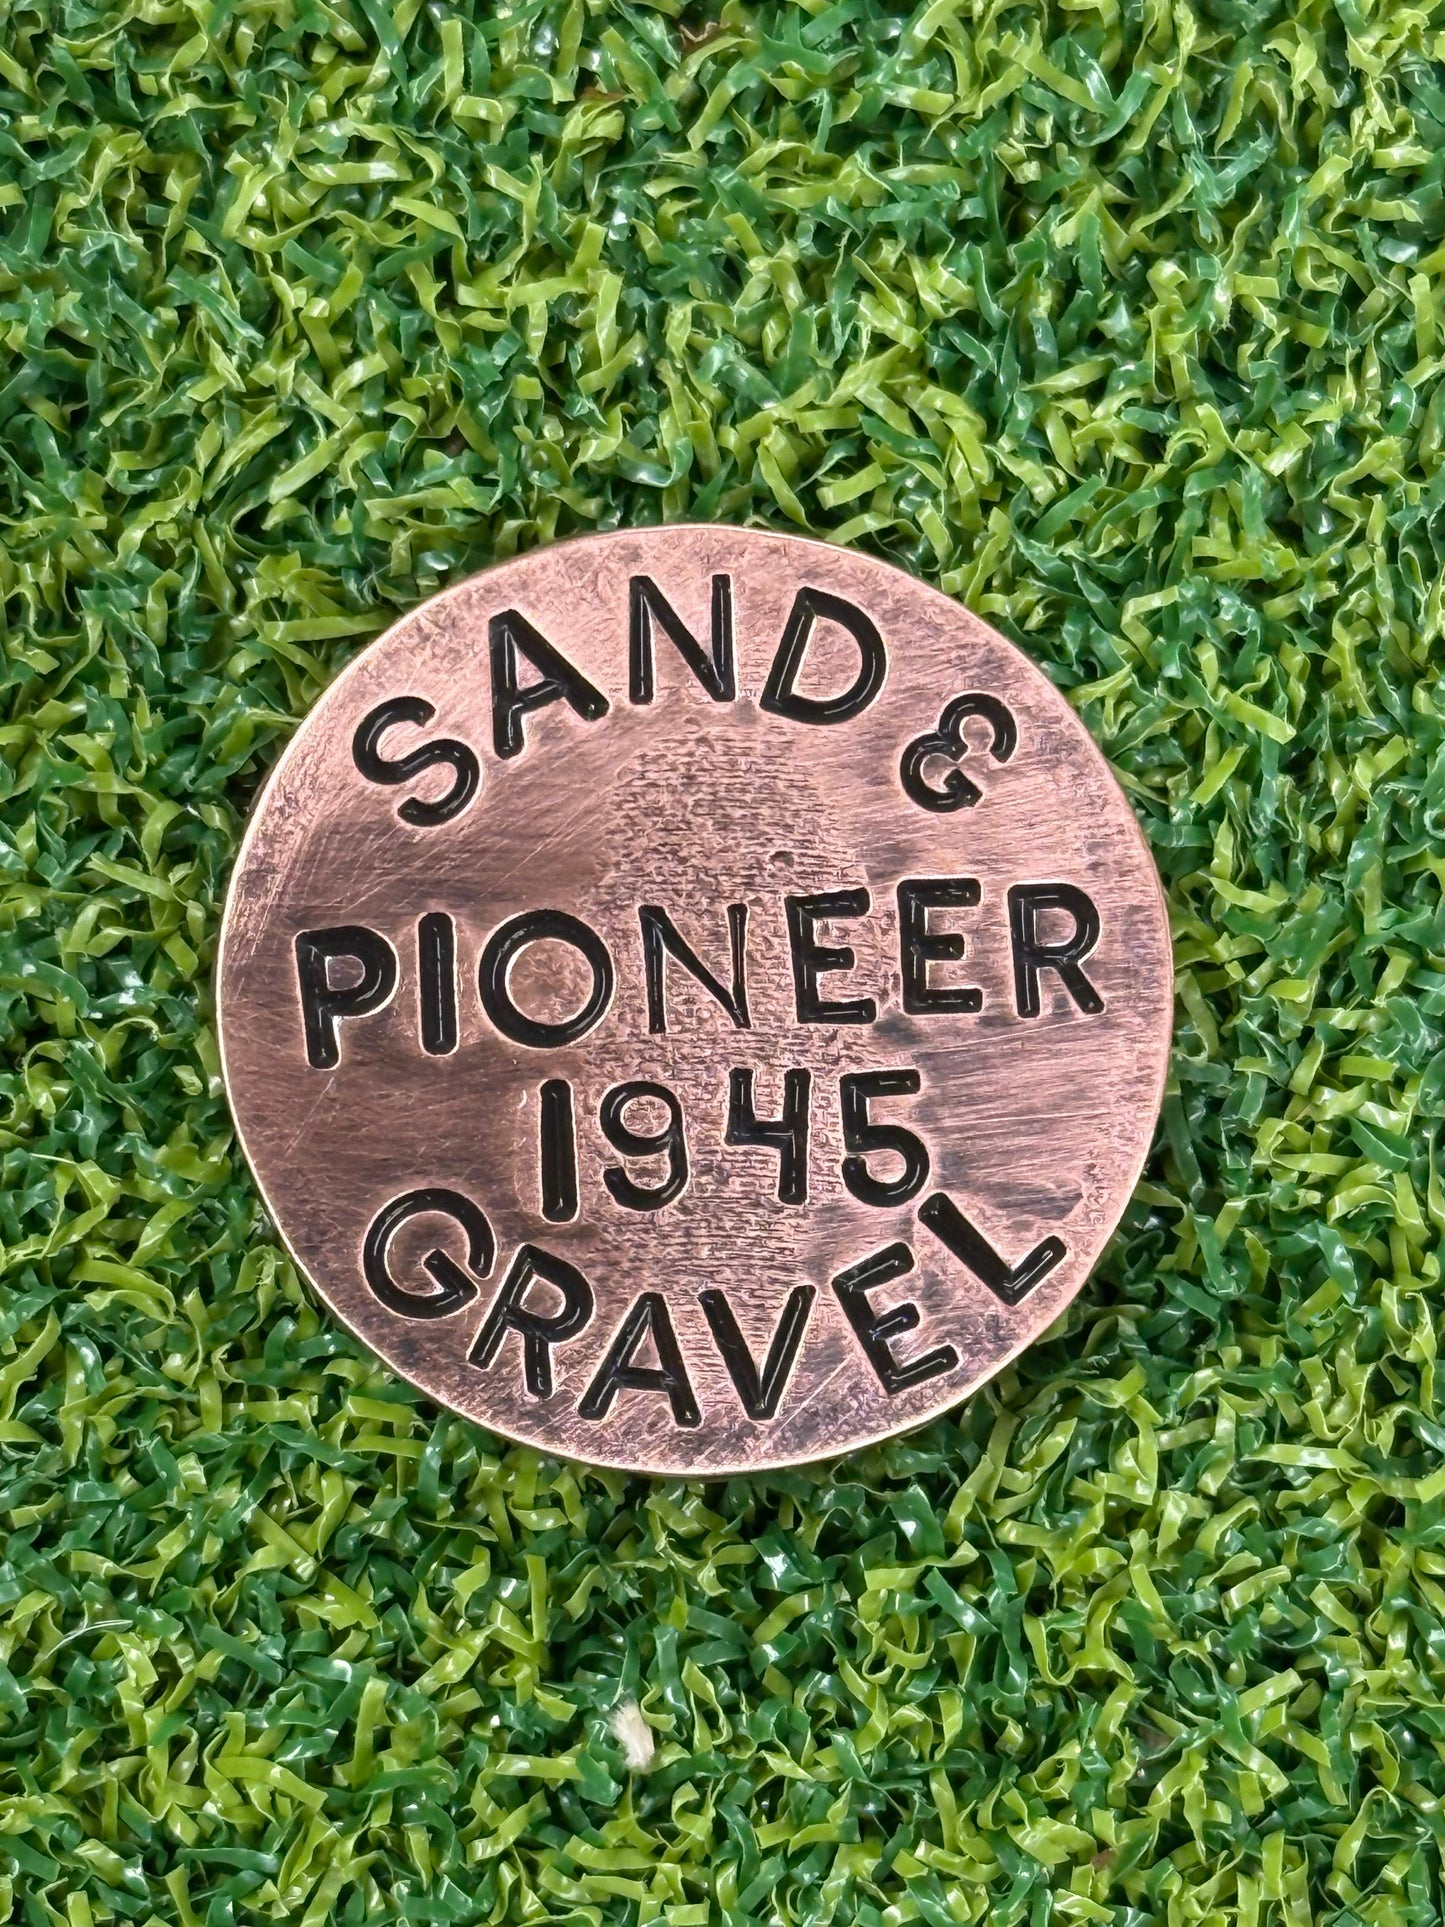 SAND &
PIONEER
1945
GRAVEL